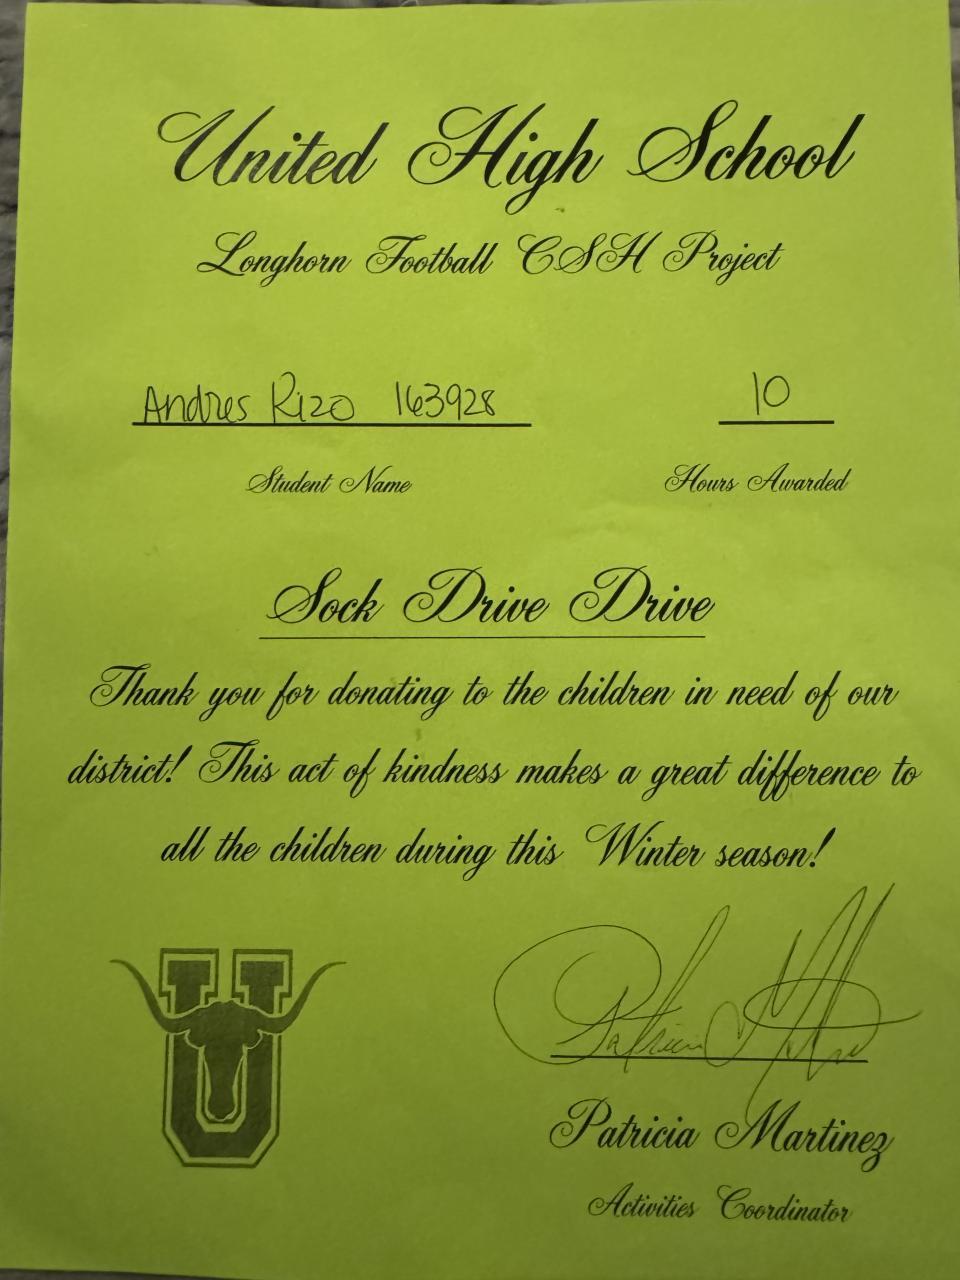 United High School
Longhorn Football CSH Project
Andres Rizo 163928 10
Student Name Hours Awarded
Sock Drive Drive
Thank you for donating to the children in need of our
district! This act of kindness makes a great difference to
all the children during this Winter season!
U
Patricia Martinez
Patricia Martinez
Activities Coordinator